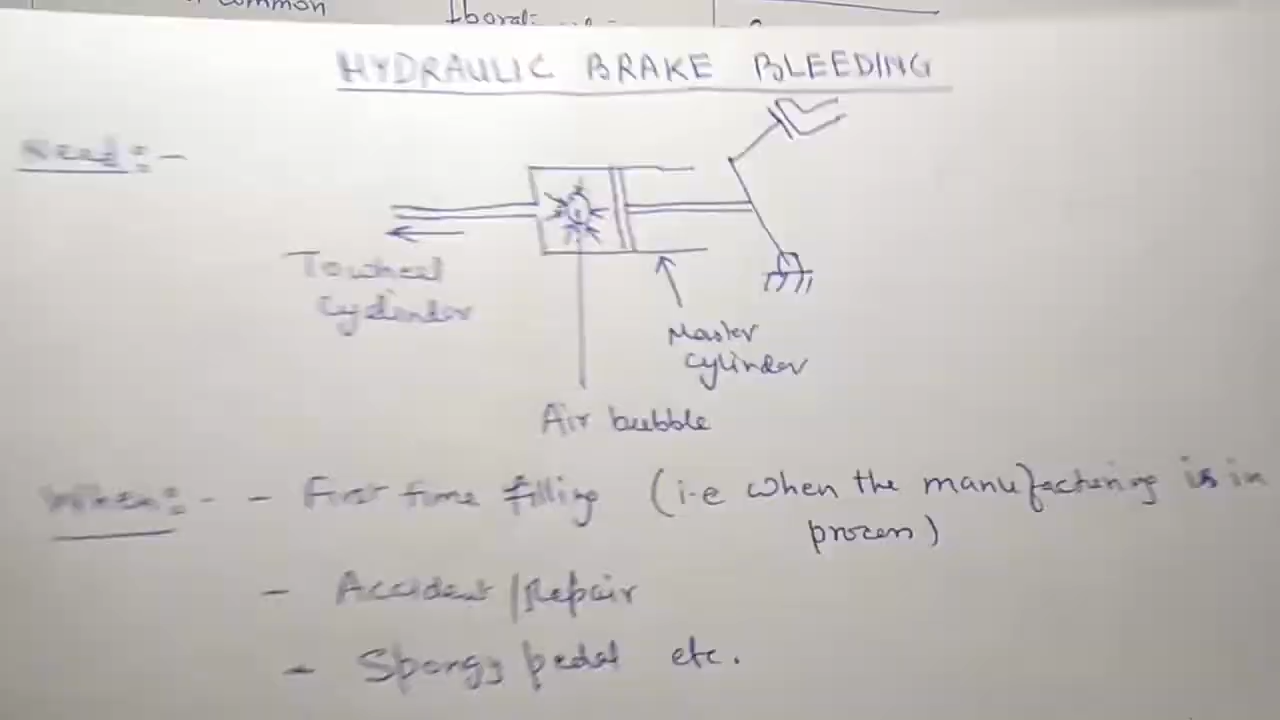 common
HYDRAULIC BRAKE BLEEDING
Need:-
To wheel
cylinder
Master
cylinder
Air bubble
When:- - First time filling (i.e when the manufacturing is in
process)
- Accident/Repair
- Spongy pedal etc.